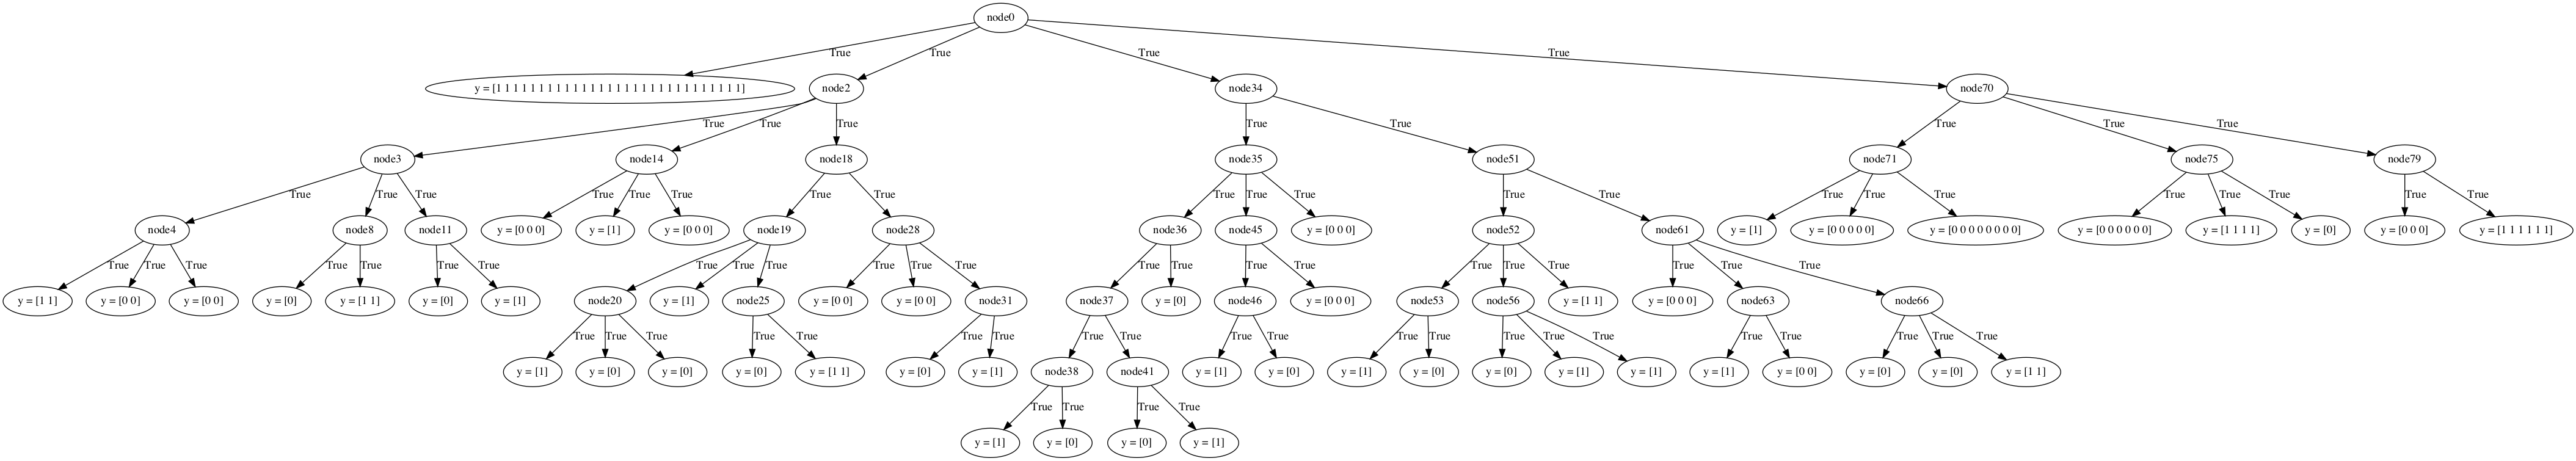 node0
True True True True
y = [1 1 1 1 1 1 1 1 1 1 1 1 1 1 1 1 1 1 1 1 1 1 1 1 1 1 1 1 1] node2 node34 node70
True True True True True True True True
node3 node14 node18 node35 node51 node71 node75 node79
True True True True True True True True True True True True True True True True True True True True True
node4 node8 node11 y = [0 0 0] y = [1] y = [0 0 0] node19 node28 node36 node45 y = [0 0 0] node52 node61 y = [1] y = [0 0 0 0 0] y = [0 0 0 0 0 0 0 0] y = [0 0 0 0 0 0] y = [1 1 1 1] y = [0] y = [0 0 0] y = [1 1 1 1 1 1]
True True True True True True True True True True True True True True True True True True True True True True True
y = [1 1] y = [0 0] y = [0 0] y = [0] y = [1 1] y = [0] y = [1] node20 y = [1] node25 y = [0 0] y = [0 0] node31 node37 y = [0] node46 y = [0 0 0] node53 node56 y = [1 1] y = [0 0 0] node63 node66
True True True True True True True True True True True True True True True True True True True True Tru​e
y = [1] y = [0] y = [0] y = [0] y = [1 1] y = [0] y = [1] node38 node41 y = [1] y = [0] y = [1] y = [0] y = [0] y = [1] y = [1] y = [1] y = [0 0] y = [0] y = [0] y = [1 1]
True True True True
y = [1] y = [0] y = [0] y = [1]